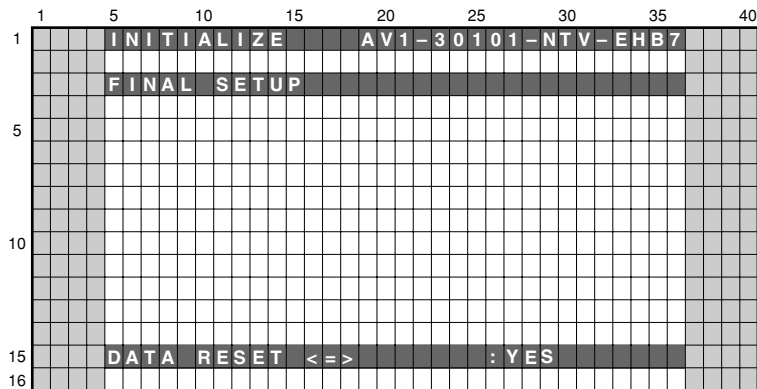 1 5 10 15 20 25 30 35 40
1 INITIALIZE AV1–30101–NTV–EHB7
FINAL SETUP
5
10
15 DATA RESET <=> :YES
16